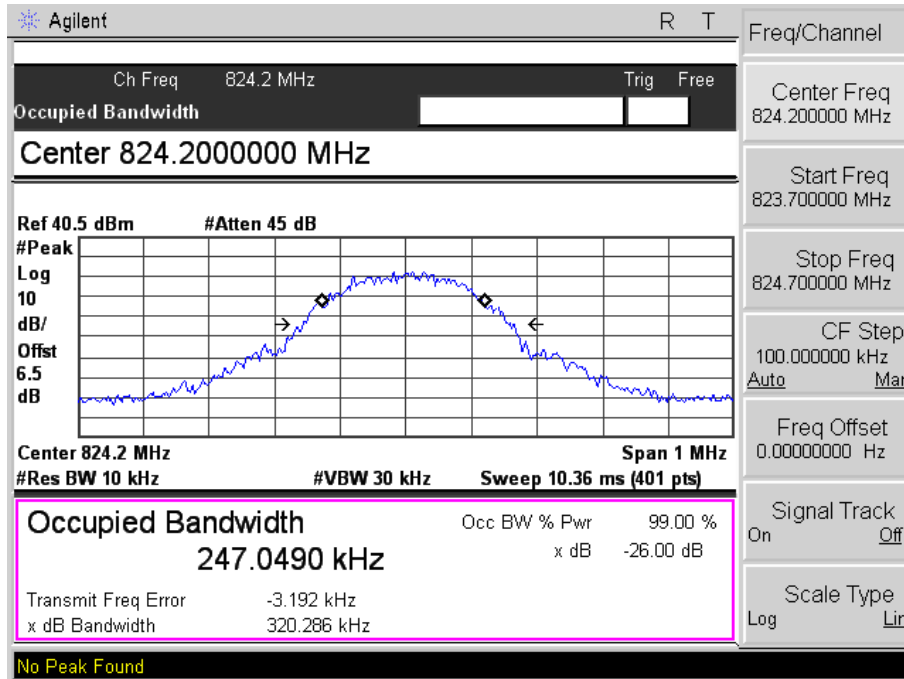 Agilent R T
Ch Freq 824.2 MHz Trig Free
Occupied Bandwidth
Center 824.2000000 MHz
Ref 40.5 dBm #Atten 45 dB
#Peak
Log
10
dB/
Offst
6.5
dB
Center 824.2 MHz Span 1 MHz
#Res BW 10 kHz #VBW 30 kHz Sweep 10.36 ms (401 pts)
Occupied Bandwidth
247.0490 kHz
Occ BW % Pwr 99.00 %
x dB -26.00 dB
Transmit Freq Error -3.192 kHz
x dB Bandwidth 320.286 kHz
No Peak Found
Freq/Channel
Center Freq
824.200000 MHz
Start Freq
823.700000 MHz
Stop Freq
824.700000 MHz
CF Step
100.000000 kHz
Auto Mar
Freq Offset
0.00000000 Hz
Signal Track
On Off
Scale Type
Log Lin